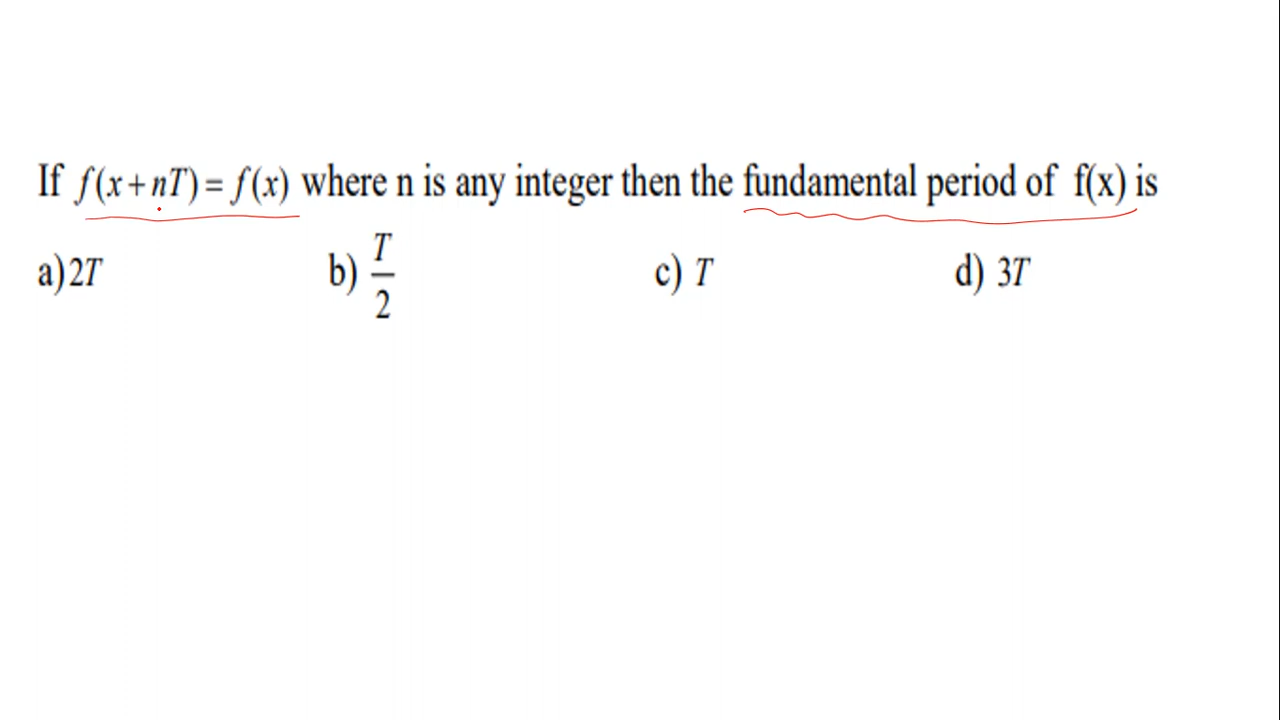 If f(x+nT)=f(x) where n is any integer then the fundamental period of f(x) is
a) 2T b) T/2 c) T d) 3T